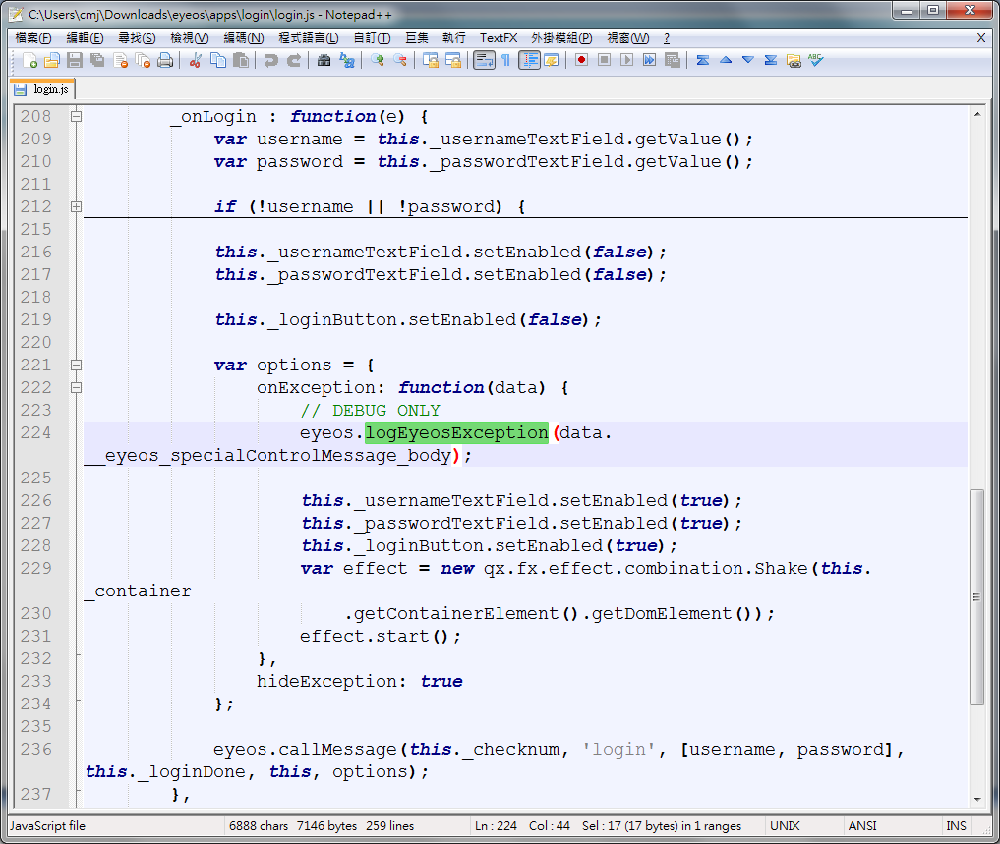 C:\Users\cmj\Downloads\eyeos\apps\login\login.js - Notepad++
檔案(F) 編輯(E) 尋找(S) 檢視(V) 編碼(N) 程式語言(L) 自訂(T) 巨集 執行 TextFX 外掛模組(P) 視窗(W) ? X
login.js
208 _onLogin : function(e) {
209 var username = this._usernameTextField.getValue();
210 var password = this._passwordTextField.getValue();
211
212 if (!username || !password) {
215
216 this._usernameTextField.setEnabled(false);
217 this._passwordTextField.setEnabled(false);
218
219 this._loginButton.setEnabled(false);
220
221 var options = {
222 onException: function(data) {
223 // DEBUG ONLY
224 eyeos.logEyeosException(data.
__eyeos_specialControlMessage_body);
225
226 this._usernameTextField.setEnabled(true);
227 this._passwordTextField.setEnabled(true);
228 this._loginButton.setEnabled(true);
229 var effect = new qx.fx.effect.combination.Shake(this.
_container
230 .getContainerElement().getDomElement());
231 effect.start();
232 },
233 hideException: true
234 };
235
236 eyeos.callMessage(this._checknum, 'login', [username, password],
this._loginDone, this, options);
237 },
JavaScript file 6888 chars 7146 bytes 259 lines Ln : 224 Col : 44 Sel : 17 (17 bytes) in 1 ranges UNIX ANSI INS